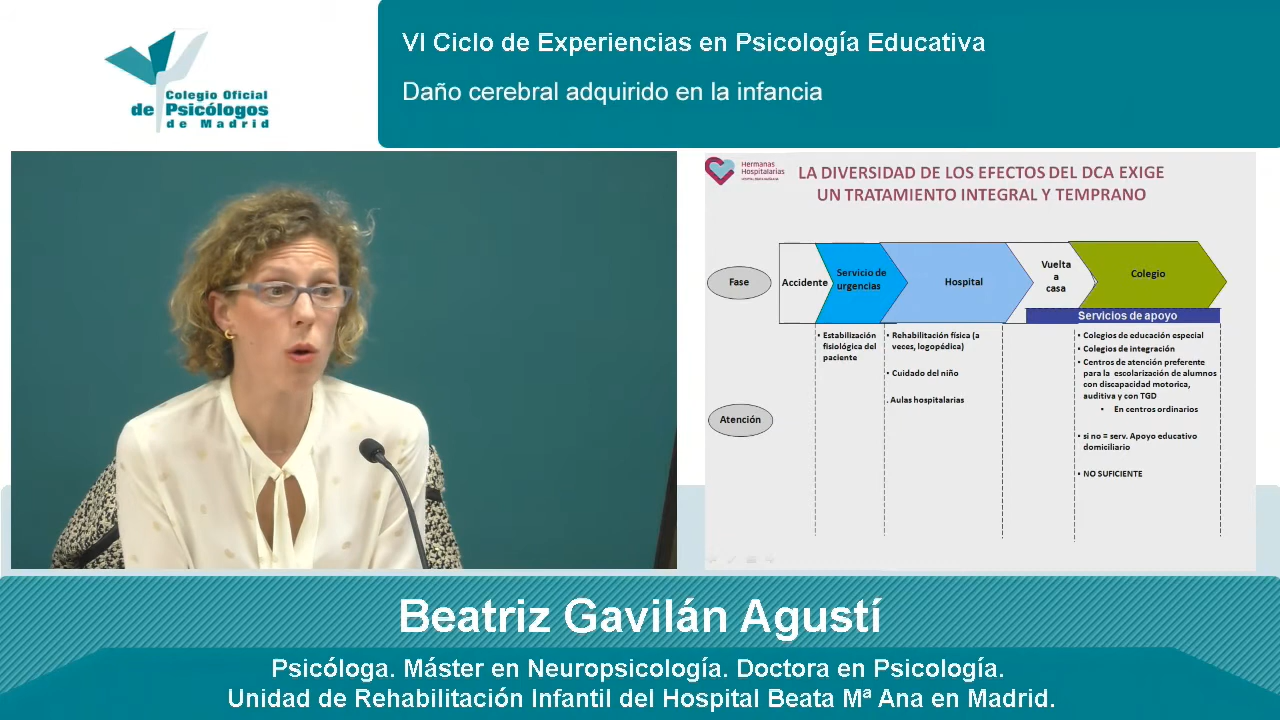 VI Ciclo de Experiencias en Psicología Educativa
Daño cerebral adquirido en la infancia
Colegio Oficial
de Psicólogos
de Madrid
Hermanas
Hospitalarias
LA DIVERSIDAD DE LOS EFECTOS DEL DCA EXIGE
UN TRATAMIENTO INTEGRAL Y TEMPRANO
Fase
Accidente
Servicio de
urgencias
Hospital
Vuelta
a
casa
Colegio
Servicios de apoyo
Atención
• Estabilización
fisiológica del
paciente
• Rehabilitación física (a
veces, logopédica)
• Cuidado del niño
. Aulas hospitalarias
• Colegios de educación especial
• Colegios de integración
• Centros de atención preferente
para la escolarización de alumnos
con discapacidad motorica,
auditiva y con TGD
• En centros ordinarios
• si no = serv. Apoyo educativo
domiciliario
• NO SUFICIENTE
Beatriz Gavilán Agustí
Psicóloga. Máster en Neuropsicología. Doctora en Psicología.
Unidad de Rehabilitación Infantil del Hospital Beata Mª Ana en Madrid.